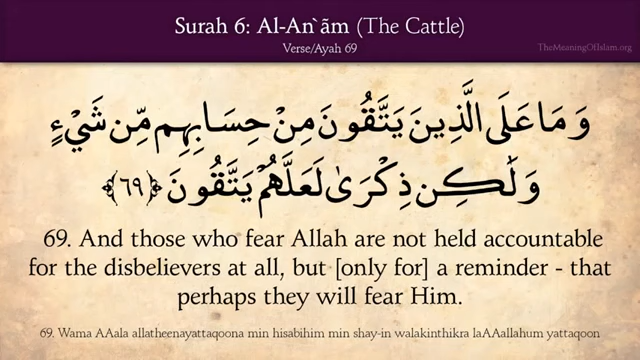 Surah 6: Al-An`ãm (The Cattle)
Verse/Ayah 69
TheMeaningOfIslam.org
وَمَا عَلَى الَّذِينَ يَتَّقُونَ مِنْ حِسَابِهِم مِّن شَيْءٍ
وَلَٰكِن ذِكْرَىٰ لَعَلَّهُمْ يَتَّقُونَ ﴿٦٩﴾
69. And those who fear Allah are not held accountable
for the disbelievers at all, but [only for] a reminder - that
perhaps they will fear Him.
69. Wama AAala allatheenayattaqoona min hisabihim min shay-in walakinthikra laAAallahum yattaqoon